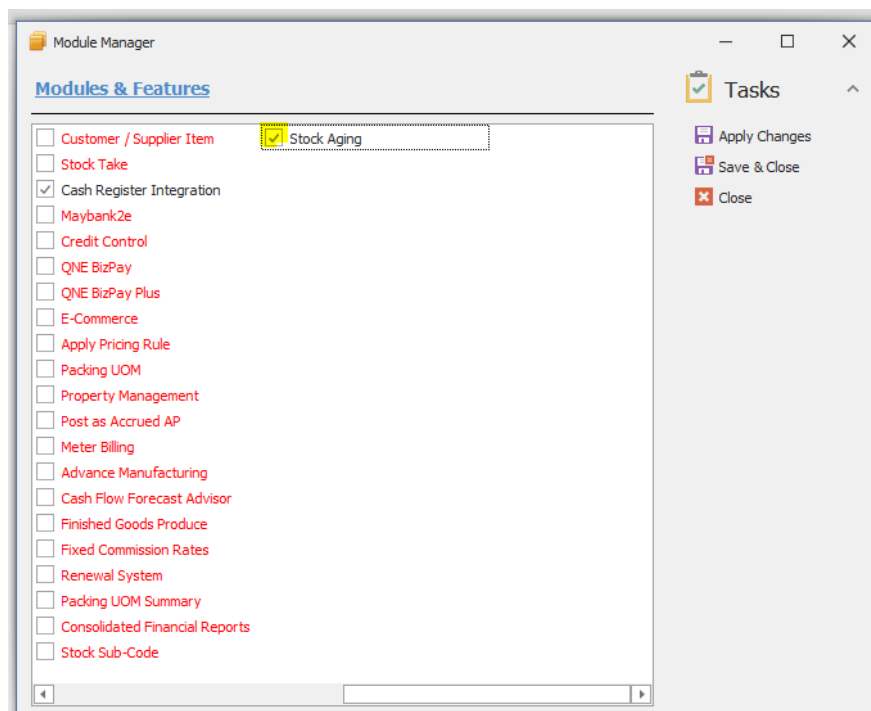 Module Manager
Modules & Features
Tasks
Customer / Supplier Item
Stock Aging
Stock Take
Cash Register Integration
Maybank2e
Credit Control
QNE BizPay
QNE BizPay Plus
E-Commerce
Apply Pricing Rule
Packing UOM
Property Management
Post as Accrued AP
Meter Billing
Advance Manufacturing
Cash Flow Forecast Advisor
Finished Goods Produce
Fixed Commission Rates
Renewal System
Packing UOM Summary
Consolidated Financial Reports
Stock Sub-Code
Apply Changes
Save & Close
Close